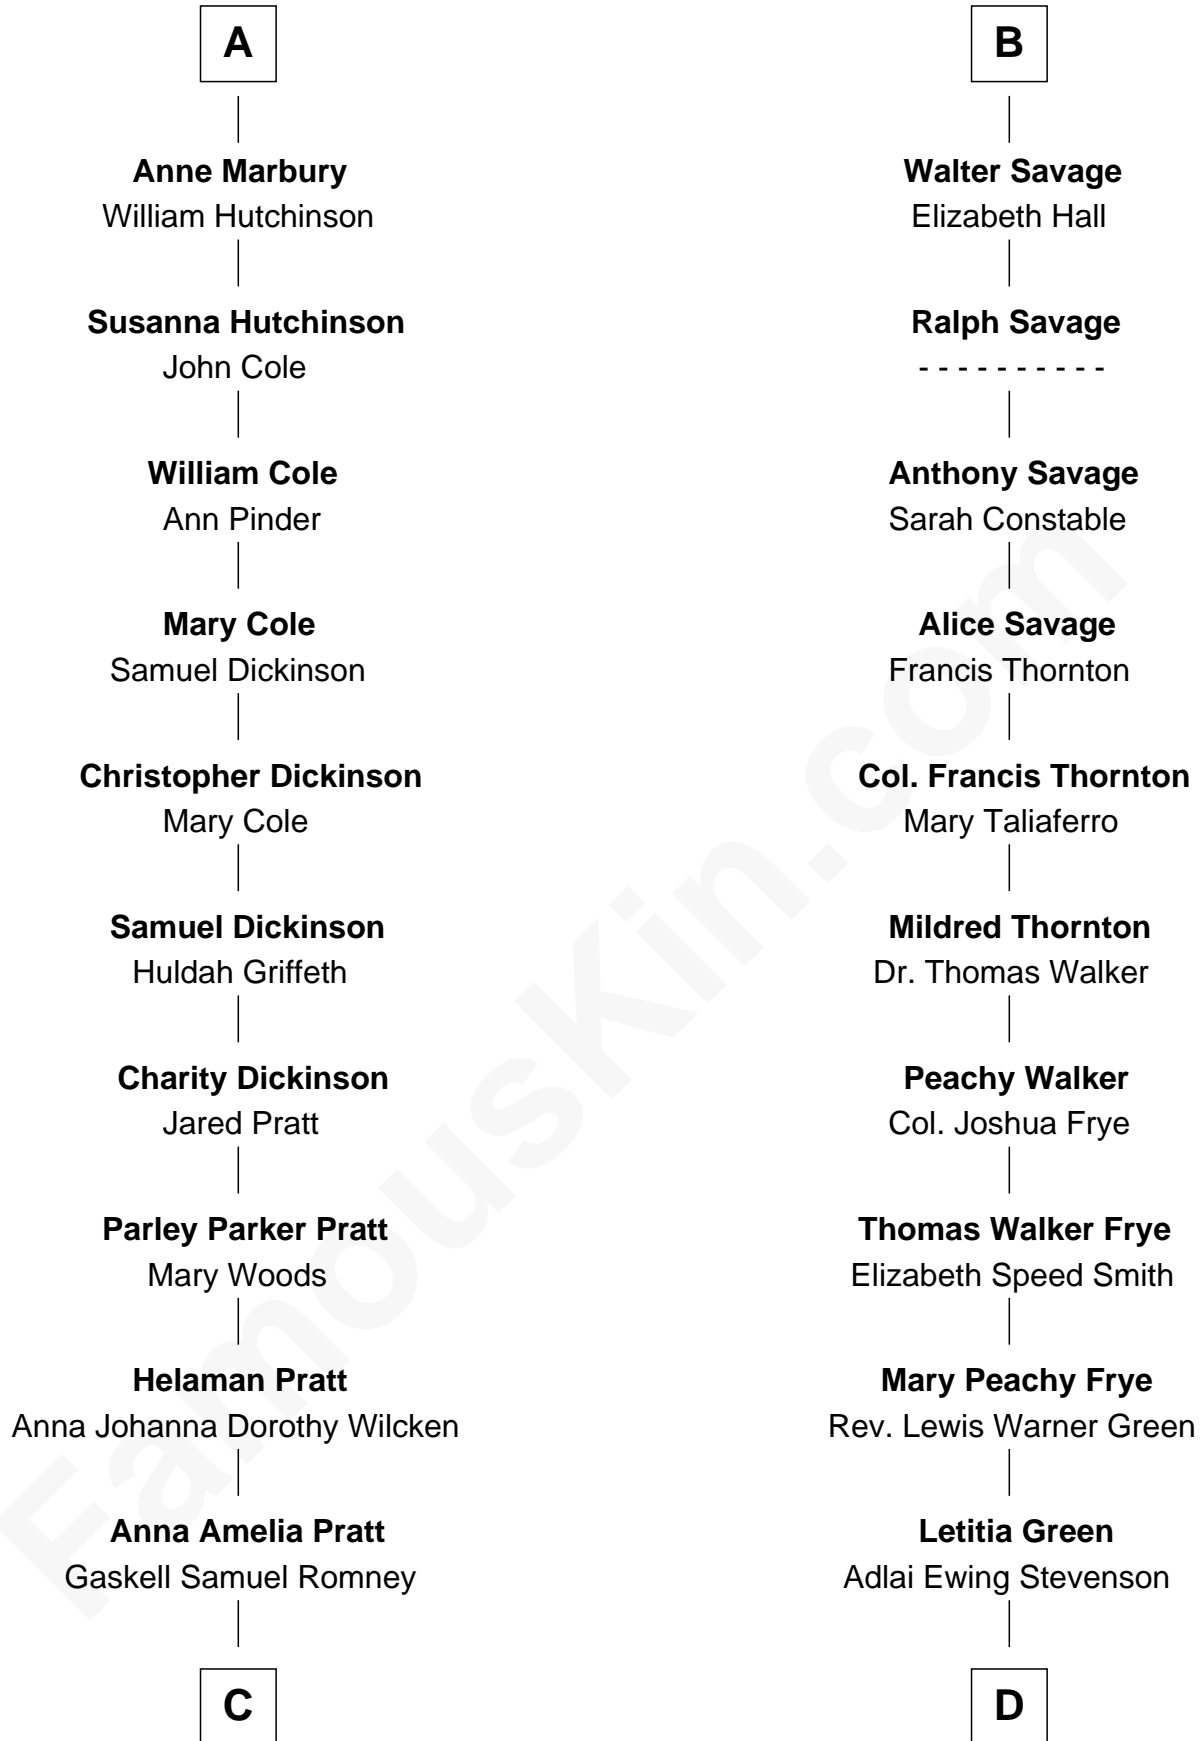 A
Anne Marbury
William Hutchinson
Susanna Hutchinson
John Cole
William Cole
Ann Pinder
Mary Cole
Samuel Dickinson
Christopher Dickinson
Mary Cole
Samuel Dickinson
Huldah Griffeth
Charity Dickinson
Jared Pratt
Parley Parker Pratt
Mary Woods
Helaman Pratt
Anna Johanna Dorothy Wilcken
Anna Amelia Pratt
Gaskell Samuel Romney
C
B
Walter Savage
Elizabeth Hall
Ralph Savage
- - - - - - - - - -
Anthony Savage
Sarah Constable
Alice Savage
Francis Thornton
Col. Francis Thornton
Mary Taliaferro
Mildred Thornton
Dr. Thomas Walker
Peachy Walker
Col. Joshua Frye
Thomas Walker Frye
Elizabeth Speed Smith
Mary Peachy Frye
Rev. Lewis Warner Green
Letitia Green
Adlai Ewing Stevenson
D
FamousKin.com